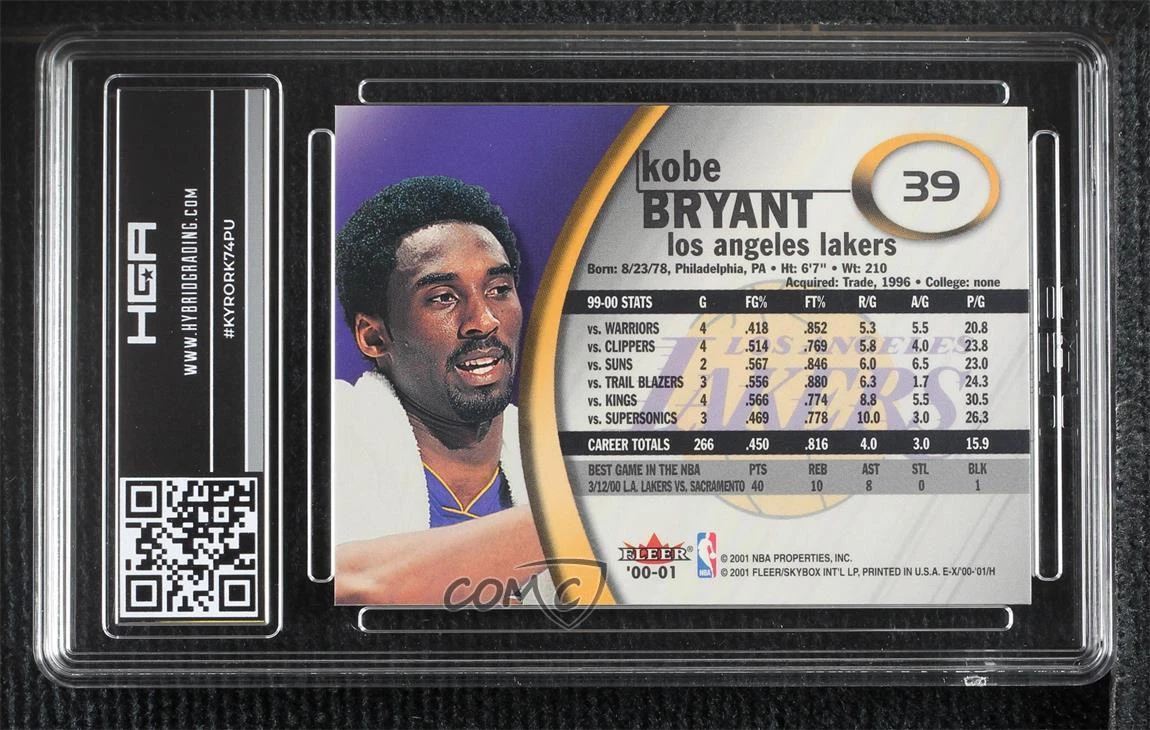 HGA
WWW.HYBRIDGRADING.COM
#KYRORK74PU
kobe
BRYANT
39
los angeles lakers
Born: 8/23/78, Philadelphia, PA • Ht: 6'7" • Wt: 210
Acquired: Trade, 1996 • College: none
99-00 STATS G FG% FT% R/G A/G P/G
vs. WARRIORS 4 .418 .852 5.3 5.5 20.8
vs. CLIPPERS 4 .514 .769 5.8 4.0 23.8
vs. SUNS 2 .567 .846 6.0 6.5 23.0
vs. TRAIL BLAZERS 3 .556 .880 6.3 1.7 24.3
vs. KINGS 4 .566 .774 8.8 5.5 30.5
vs. SUPERSONICS 3 .469 .778 10.0 3.0 26.3
LOS ANGELES
LAKERS
CAREER TOTALS 266 .450 .816 4.0 3.0 15.9
BEST GAME IN THE NBA PTS REB AST STL BLK
3/12/00 L.A. LAKERS VS. SACRAMENTO 40 10 8 0 1
FLEER®
'00-01
NBA
© 2001 NBA PROPERTIES, INC.
© 2001 FLEER/SKYBOX INT'L LP, PRINTED IN U.S.A. E-X/'00-'01/H
COMC